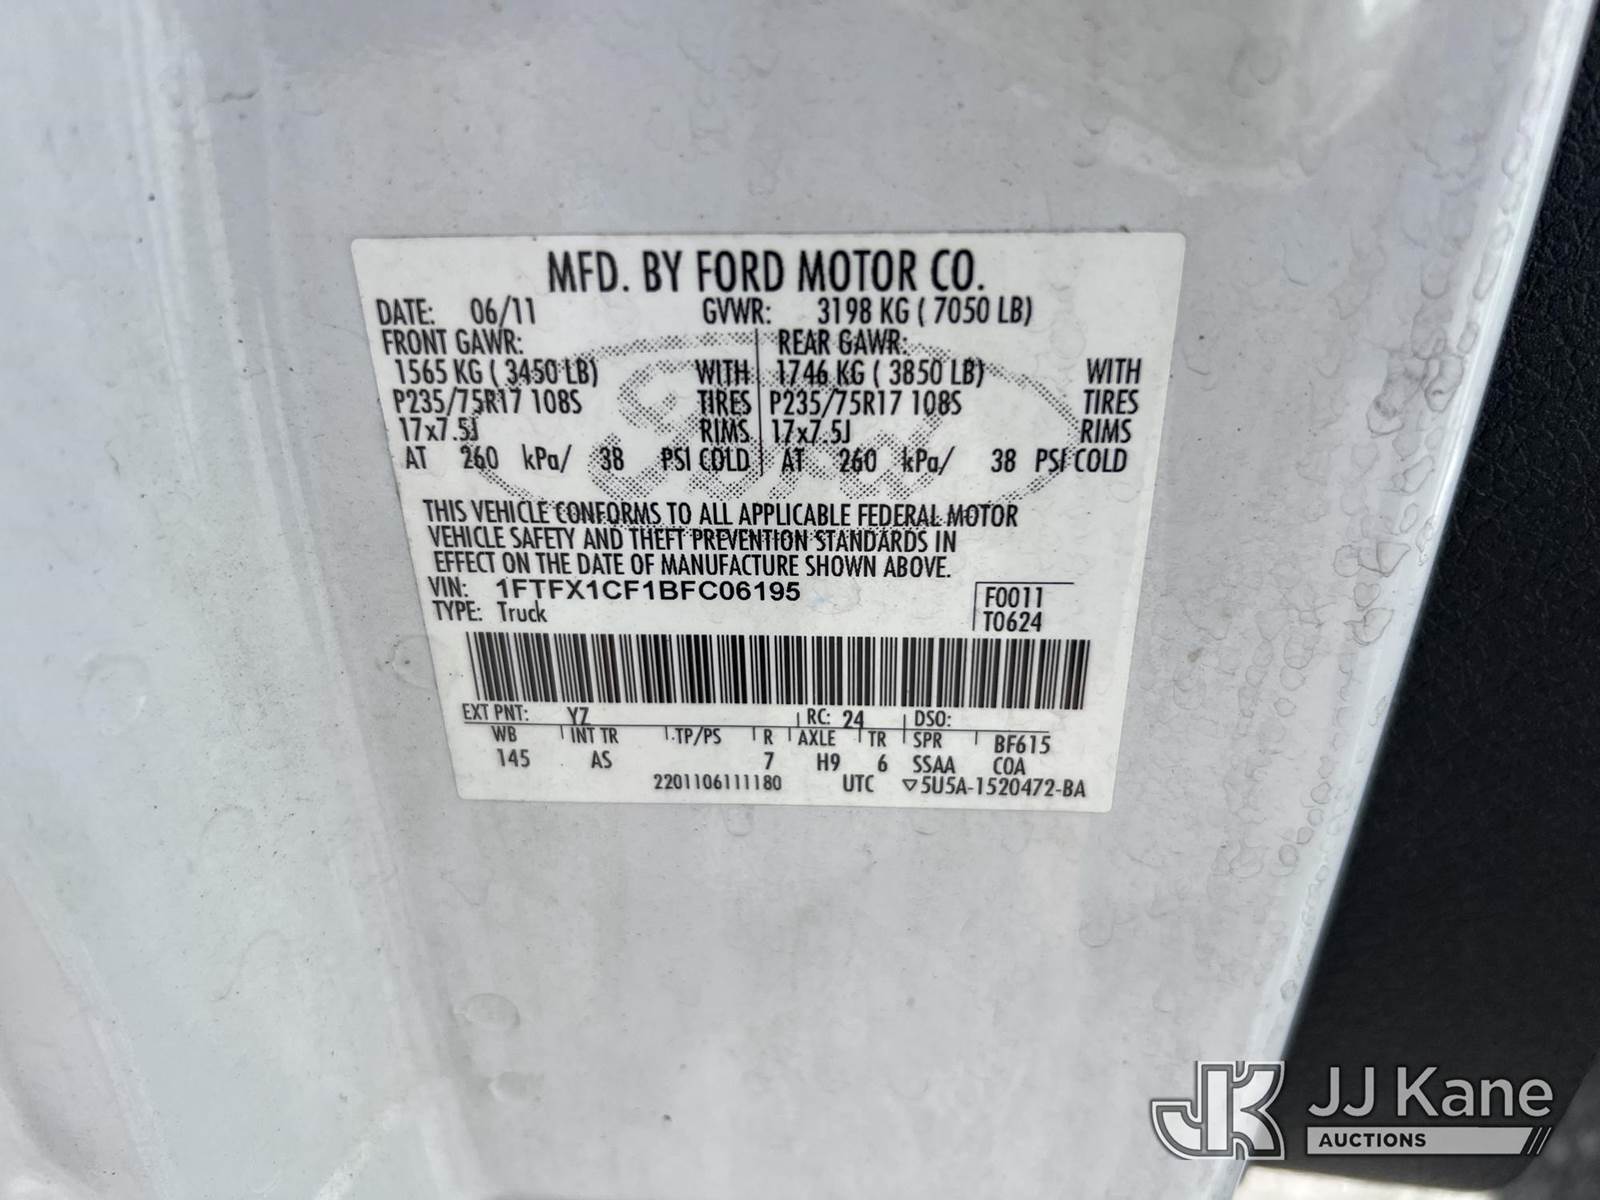 MFD. BY FORD MOTOR CO.
DATE: 06/11 GVWR: 3198 KG ( 7050 LB)
FRONT GAWR: REAR GAWR:
1565 KG ( 3450 LB) WITH 1746 KG ( 3850 LB) WITH
P235/75R17 108S TIRES P235/75R17 108S TIRES
17x7.5J RIMS 17x7.5J RIMS
AT 260 kPa/ 38 PSI COLD AT 260 kPa/ 38 PSI COLD
Ford
THIS VEHICLE CONFORMS TO ALL APPLICABLE FEDERAL MOTOR
VEHICLE SAFETY AND THEFT PREVENTION STANDARDS IN
EFFECT ON THE DATE OF MANUFACTURE SHOWN ABOVE.
VIN: 1FTFX1CF1BFC06195 F0011
TYPE: Truck T0624
EXT PNT: YZ RC: 24 DSO:
WB INT TR TP/PS R AXLE TR SPR BF615
145 AS 7 H9 6 SSAA COA
2201106111180 UTC ▽5U5A-1520472-BA
JK JJ Kane
AUCTIONS